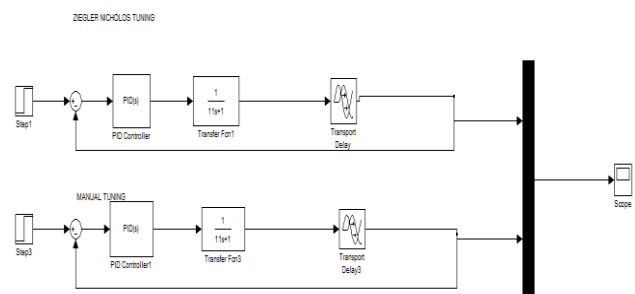 ZIEGLER NICHOLOS TUNING
PID(s)
1
11s+1
Step1
PID Controller
Transfer Fcn1
Transport
Delay
Scope
MANUAL TUNING
PID(s)
1
11s+1
Step3
PID Controller1
Transfer Fcn3
Transport
Delay3